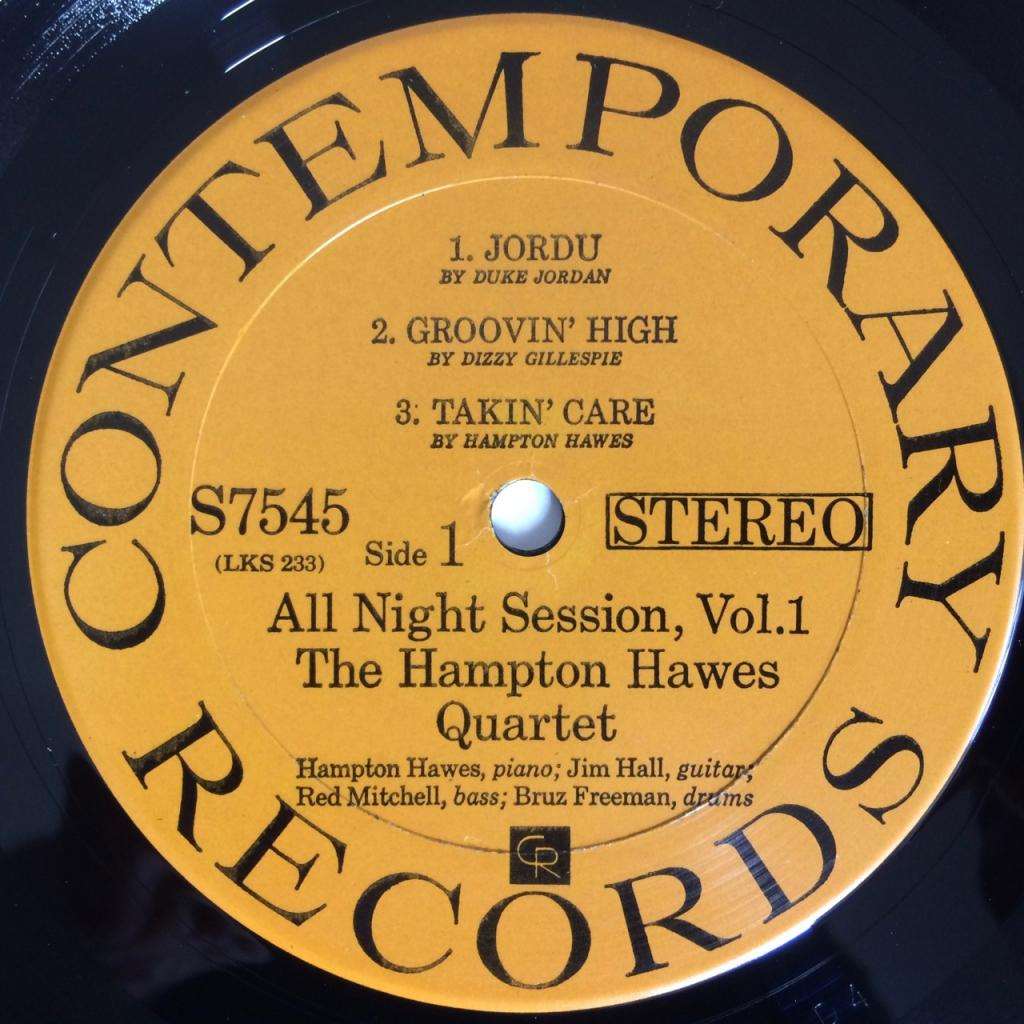 CONTEMPORARY
1. JORDU
BY DUKE JORDAN
2. GROOVIN' HIGH
BY DIZZY GILLESPIE
3. TAKIN' CARE
BY HAMPTON HAWES
S7545
(LKS 233)
Side 1
STEREO
All Night Session, Vol.1
The Hampton Hawes
Quartet
Hampton Hawes, piano; Jim Hall, guitar;
Red Mitchell, bass; Bruz Freeman, drums
CR
RECORDS